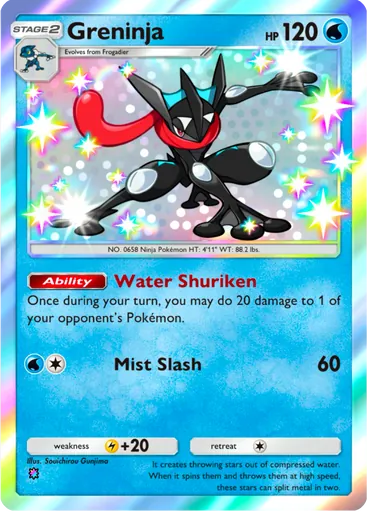 STAGE 2 Greninja HP 120
Evolves from Frogadier
NO. 0658 Ninja Pokémon HT: 4'11" WT: 88.2 lbs.
Ability Water Shuriken
Once during your turn, you may do 20 damage to 1 of
your opponent's Pokémon.
Mist Slash 60
weakness +20 retreat
Illus. Souichirou Gunjima
It creates throwing stars out of compressed water.
When it spins them and throws them at high speed,
these stars can split metal in two.